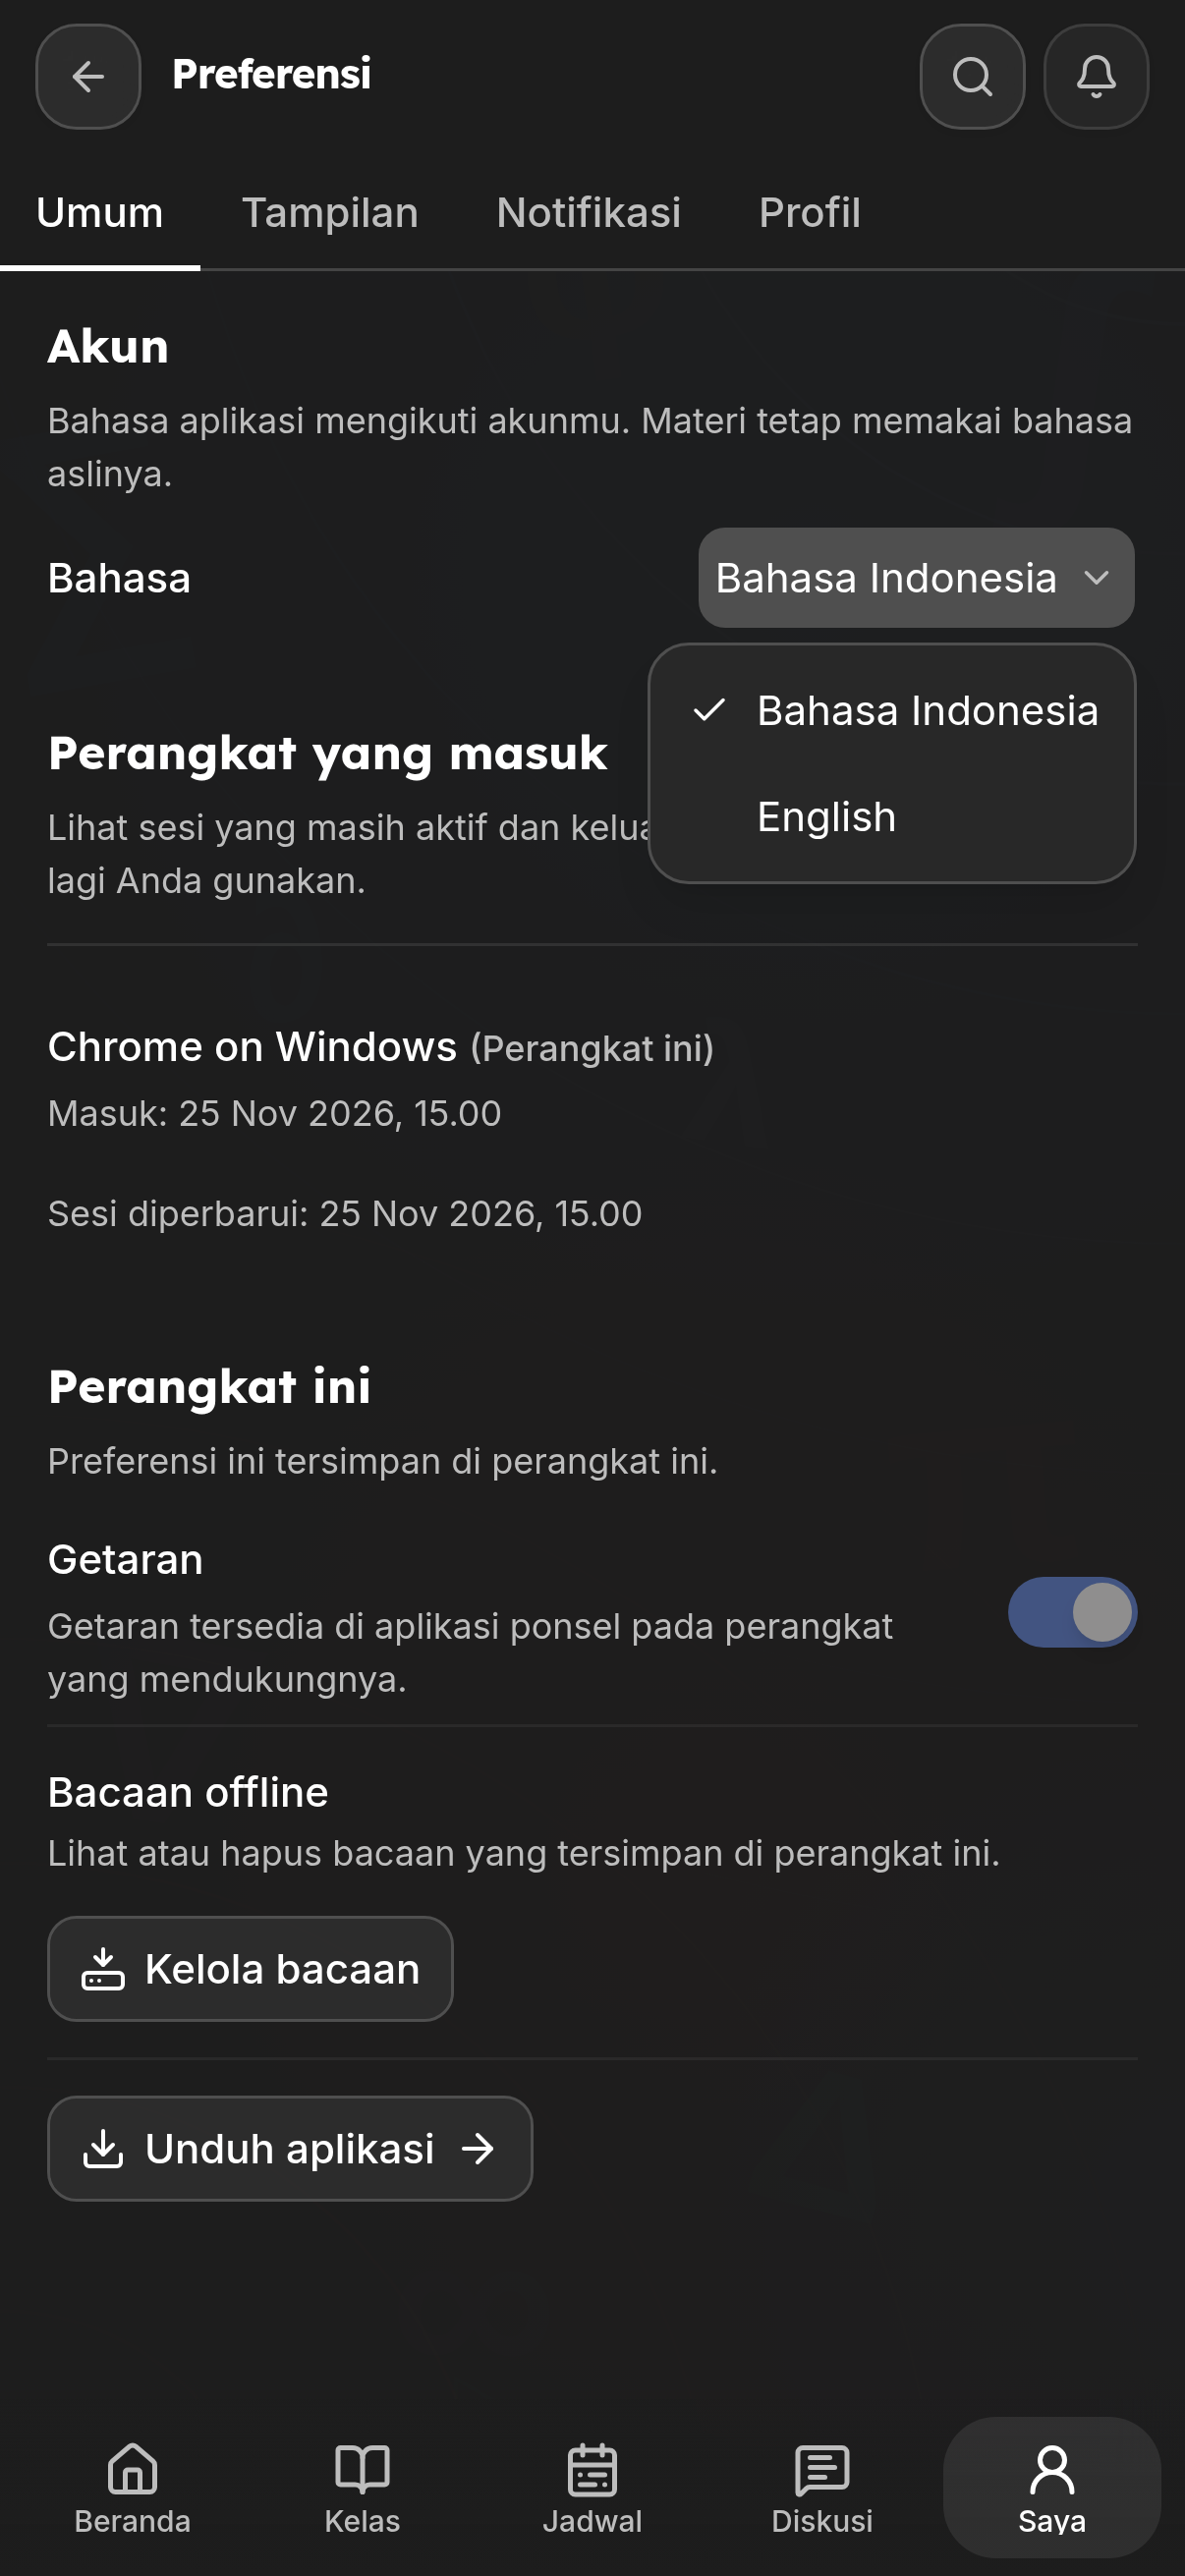 Preferensi
Umum
Tampilan
Notifikasi
Profil
Akun
Bahasa aplikasi mengikuti akunmu. Materi tetap memakai bahasa
aslinya.
Bahasa
Bahasa Indonesia
Bahasa Indonesia
English
Perangkat yang masuk
Lihat sesi yang masih aktif dan
lagi Anda gunakan.
Chrome on Windows (Perangkat ini)
Masuk: 25 Nov 2026, 15.00
Sesi diperbarui: 25 Nov 2026, 15.00
Perangkat ini
Preferensi ini tersimpan di perangkat ini.
Getaran
Getaran tersedia di aplikasi ponsel pada perangkat
yang mendukungnya.
Bacaan offline
Lihat atau hapus bacaan yang tersimpan di perangkat ini.
Kelola bacaan
Unduh aplikasi
Beranda
Kelas
Jadwal
Diskusi
Saya